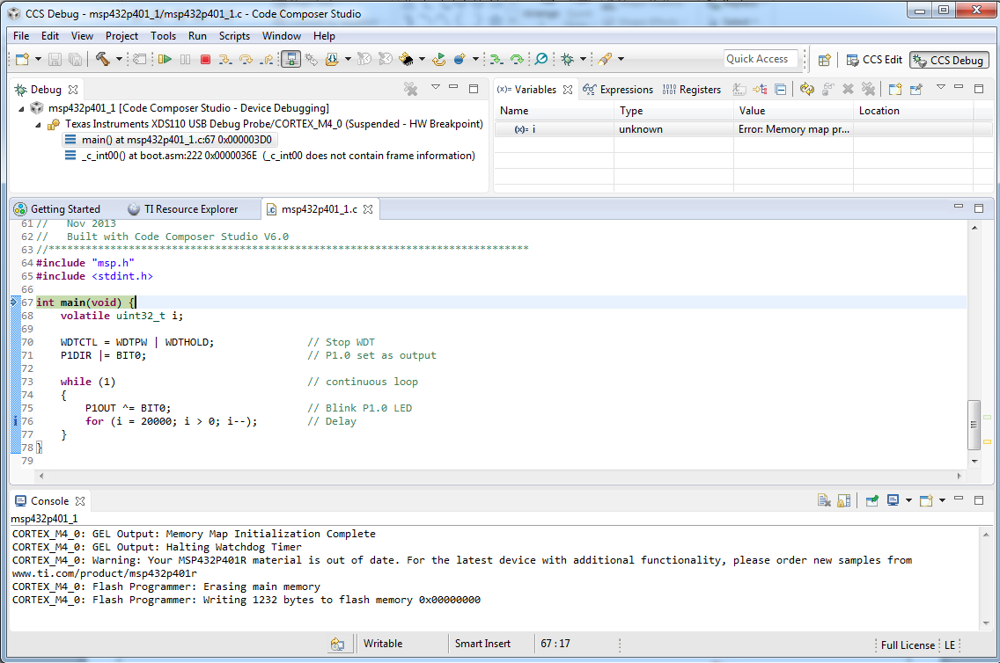 CCS Debug - msp432p401_1/msp432p401_1.c - Code Composer Studio
File Edit View Project Tools Run Scripts Window Help
Quick Access CCS Edit CCS Debug
Debug
msp432p401_1 [Code Composer Studio - Device Debugging]
Texas Instruments XDS110 USB Debug Probe/CORTEX_M4_0 (Suspended - HW Breakpoint)
main() at msp432p401_1.c:67 0x000003D0
_c_int00() at boot.asm:222 0x0000036E (_c_int00 does not contain frame information)
(x)= Variables Expressions 1010 0101 Registers
Name Type Value Location
(x)= i unknown Error: Memory map pr...
Getting Started TI Resource Explorer msp432p401_1.c
61 // Nov 2013
62 // Built with Code Composer Studio V6.0
63 //******************************************************************************
64 #include "msp.h"
65 #include <stdint.h>
66
67 int main(void) {
68 volatile uint32_t i;
69
70 WDTCTL = WDTPW | WDTHOLD; // Stop WDT
71 P1DIR |= BIT0; // P1.0 set as output
72
73 while (1) // continuous loop
74 {
75 P1OUT ^= BIT0; // Blink P1.0 LED
76 for (i = 20000; i > 0; i--); // Delay
77 }
78 }
79
Console
msp432p401_1
CORTEX_M4_0: GEL Output: Memory Map Initialization Complete
CORTEX_M4_0: GEL Output: Halting Watchdog Timer
CORTEX_M4_0: Warning: Your MSP432P401R material is out of date. For the latest device with additional functionality, please order new samples from
www.ti.com/product/msp432p401r
CORTEX_M4_0: Flash Programmer: Erasing main memory
CORTEX_M4_0: Flash Programmer: Writing 1232 bytes to flash memory 0x00000000
Writable Smart Insert 67 : 17 Full License LE